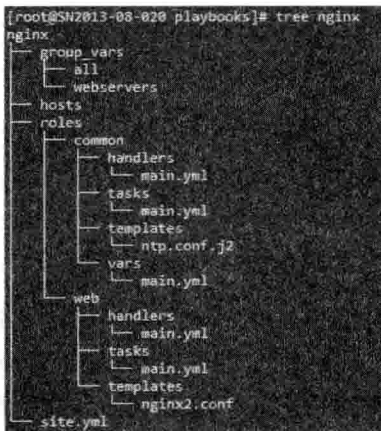 [root@SN2013-08-020 playbooks]# tree nginx
nginx
├── group_vars
│   ├── all
│   └── webservers
├── hosts
├── roles
│   ├── common
│   │   ├── handlers
│   │   │   └── main.yml
│   │   ├── tasks
│   │   │   └── main.yml
│   │   ├── templates
│   │   │   └── ntp.conf.j2
│   │   └── vars
│   │       └── main.yml
│   └── web
│       ├── handlers
│       │   └── main.yml
│       ├── tasks
│       │   └── main.yml
│       └── templates
│           └── nginx2.conf
└── site.yml